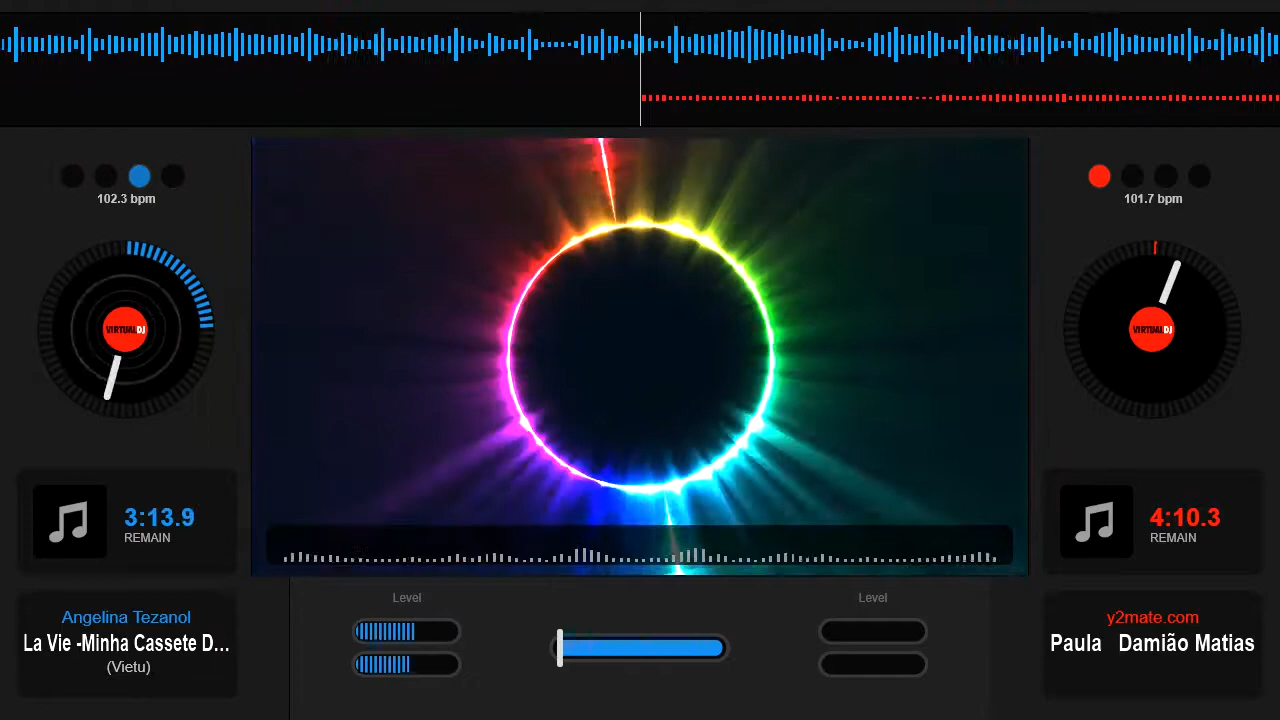 102.3 bpm
101.7 bpm
VIRTUALDJ
VIRTUALDJ
3:13.9
REMAIN
4:10.3
REMAIN
Level
Level
Angelina Tezanol
La Vie -Minha Cassete D...
(Vietu)
y2mate.com
Paula Damião Matias